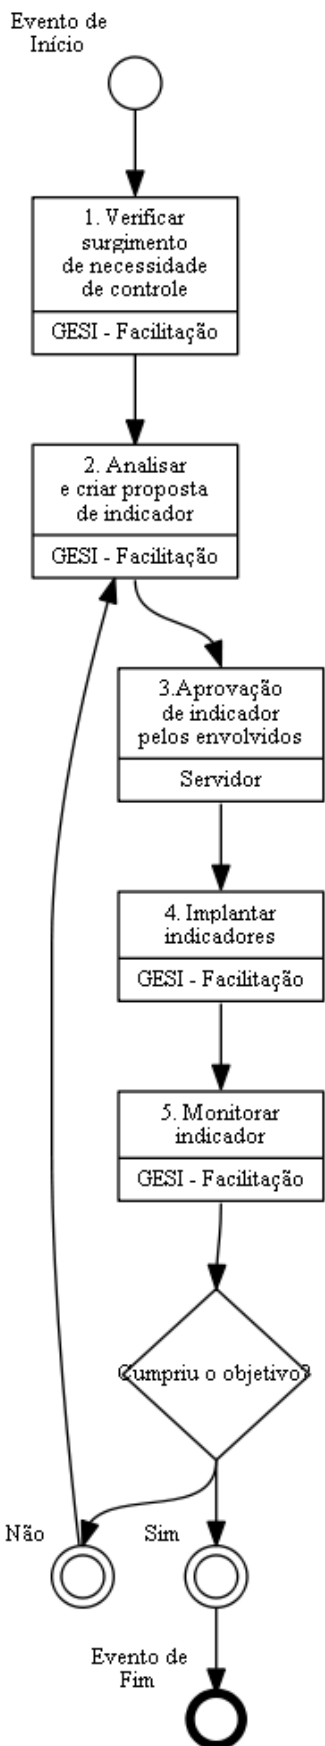 Evento de
Início
1. Verificar
surgimento
de necessidade
de controle
GESI - Facilitação
2. Analisar
e criar proposta
de indicador
GESI - Facilitação
3.Aprovação
de indicador
pelos envolvidos
Servidor
4. Implantar
indicadores
GESI - Facilitação
5. Monitorar
indicador
GESI - Facilitação
Cumpriu o objetivo?
Não
Sim
Evento de
Fim